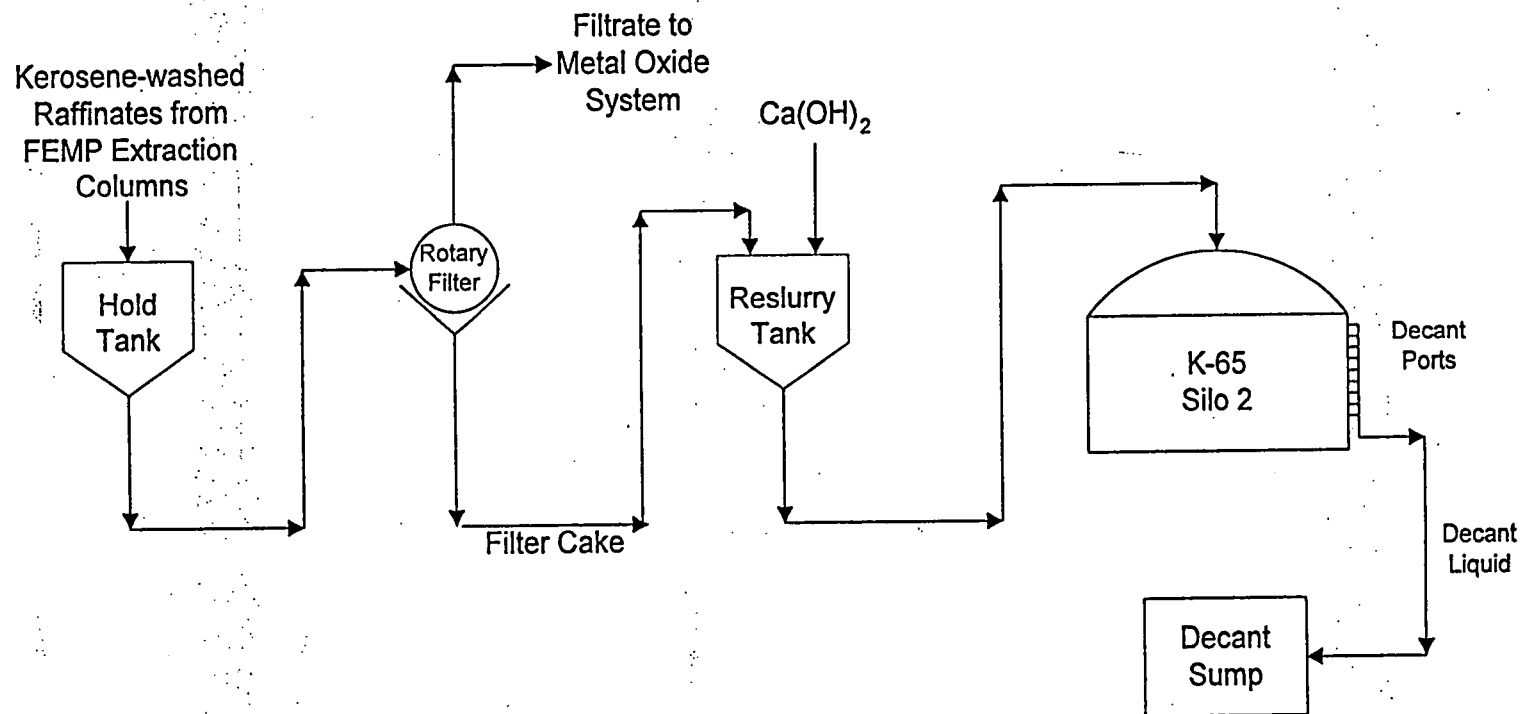 Kerosene-washed
Raffinates from
FEMP Extraction
Columns
Hold
Tank
Filtrate to
Metal Oxide
System
Rotary
Filter
Filter Cake
Ca(OH)₂
Reslurry
Tank
K-65
Silo 2
Decant
Ports
Decant
Liquid
Decant
Sump